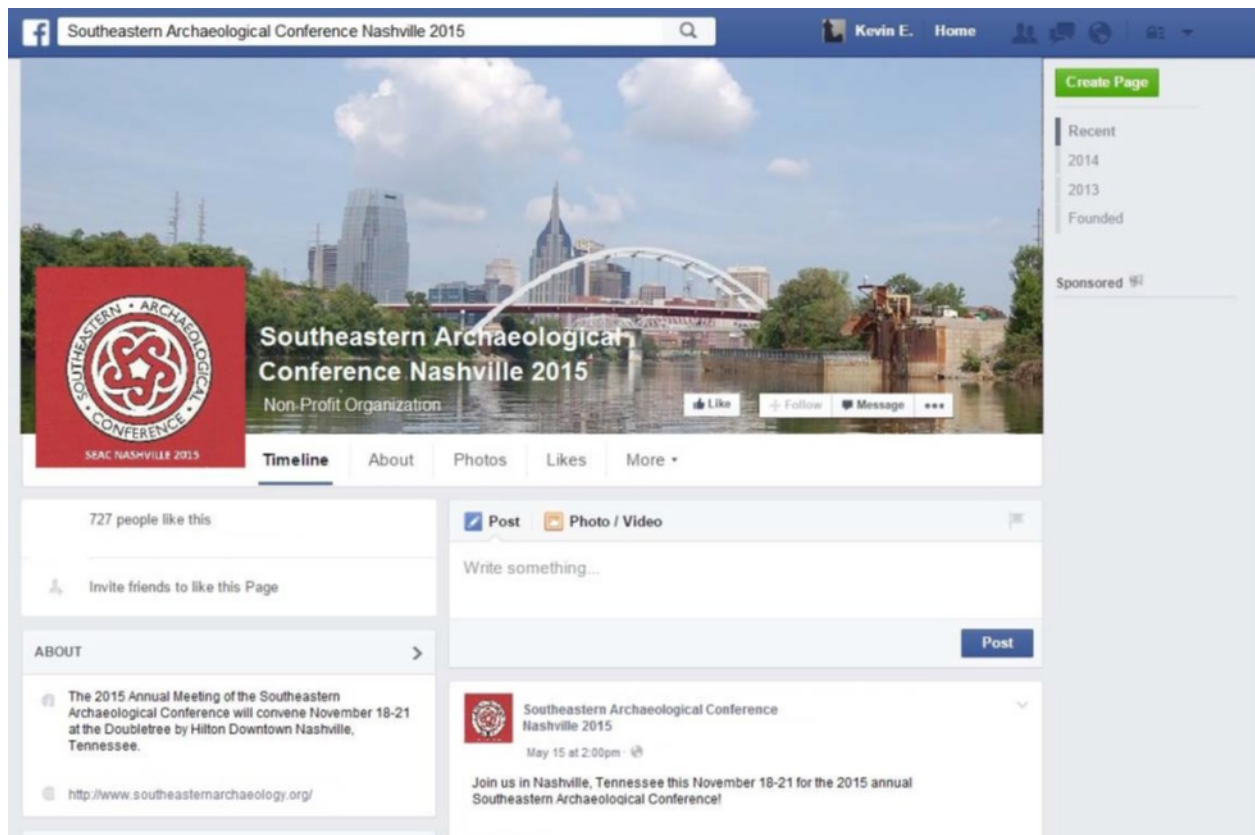 Southeastern Archaeological Conference Nashville 2015
Kevin E. Home
Create Page
Recent
2014
2013
Founded
Sponsored
SOUTHEASTERN · ARCHAEOLOGICAL · CONFERENCE ·
SEAC NASHVILLE 2015
Southeastern Archaeological
Conference Nashville 2015
Non-Profit Organization
Like + Follow Message •••
Timeline About Photos Likes More
727 people like this
Invite friends to like this Page
ABOUT
The 2015 Annual Meeting of the Southeastern
Archaeological Conference will convene November 18-21
at the Doubletree by Hilton Downtown Nashville,
Tennessee.
http://www.southeasternarchaeology.org/
Post Photo / Video
Write something...
Post
Southeastern Archaeological Conference
Nashville 2015
May 15 at 2:00pm ·
Join us in Nashville, Tennessee this November 18-21 for the 2015 annual
Southeastern Archaeological Conference!